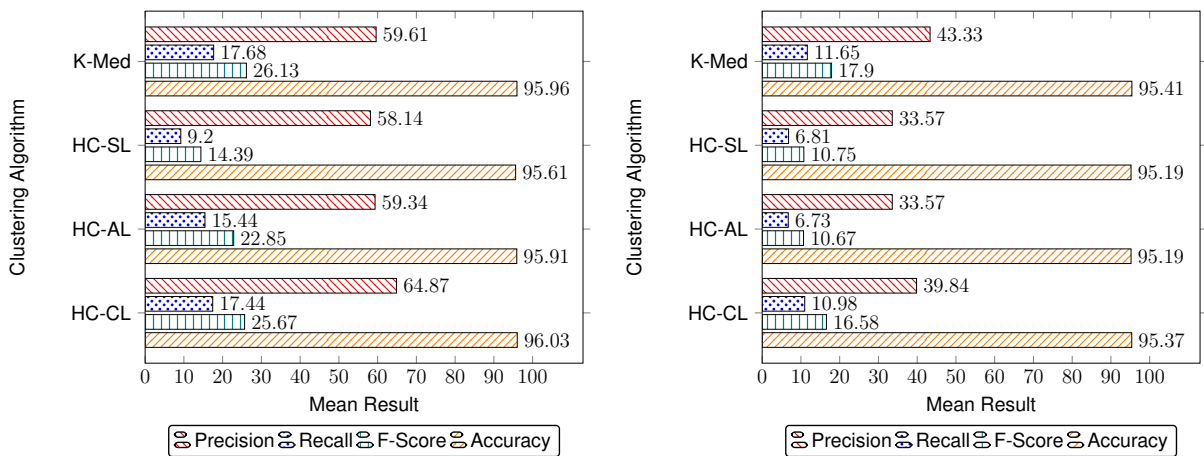 Clustering Algorithm
K-Med
59.61
17.68
26.13
95.96
HC-SL
58.14
9.2
14.39
95.61
HC-AL
59.34
15.44
22.85
95.91
HC-CL
64.87
17.44
25.67
96.03
0 10 20 30 40 50 60 70 80 90 100
Mean Result
Precision Recall F-Score Accuracy
Clustering Algorithm
K-Med
43.33
11.65
17.9
95.41
HC-SL
33.57
6.81
10.75
95.19
HC-AL
33.57
6.73
10.67
95.19
HC-CL
39.84
10.98
16.58
95.37
0 10 20 30 40 50 60 70 80 90 100
Mean Result
Precision Recall F-Score Accuracy